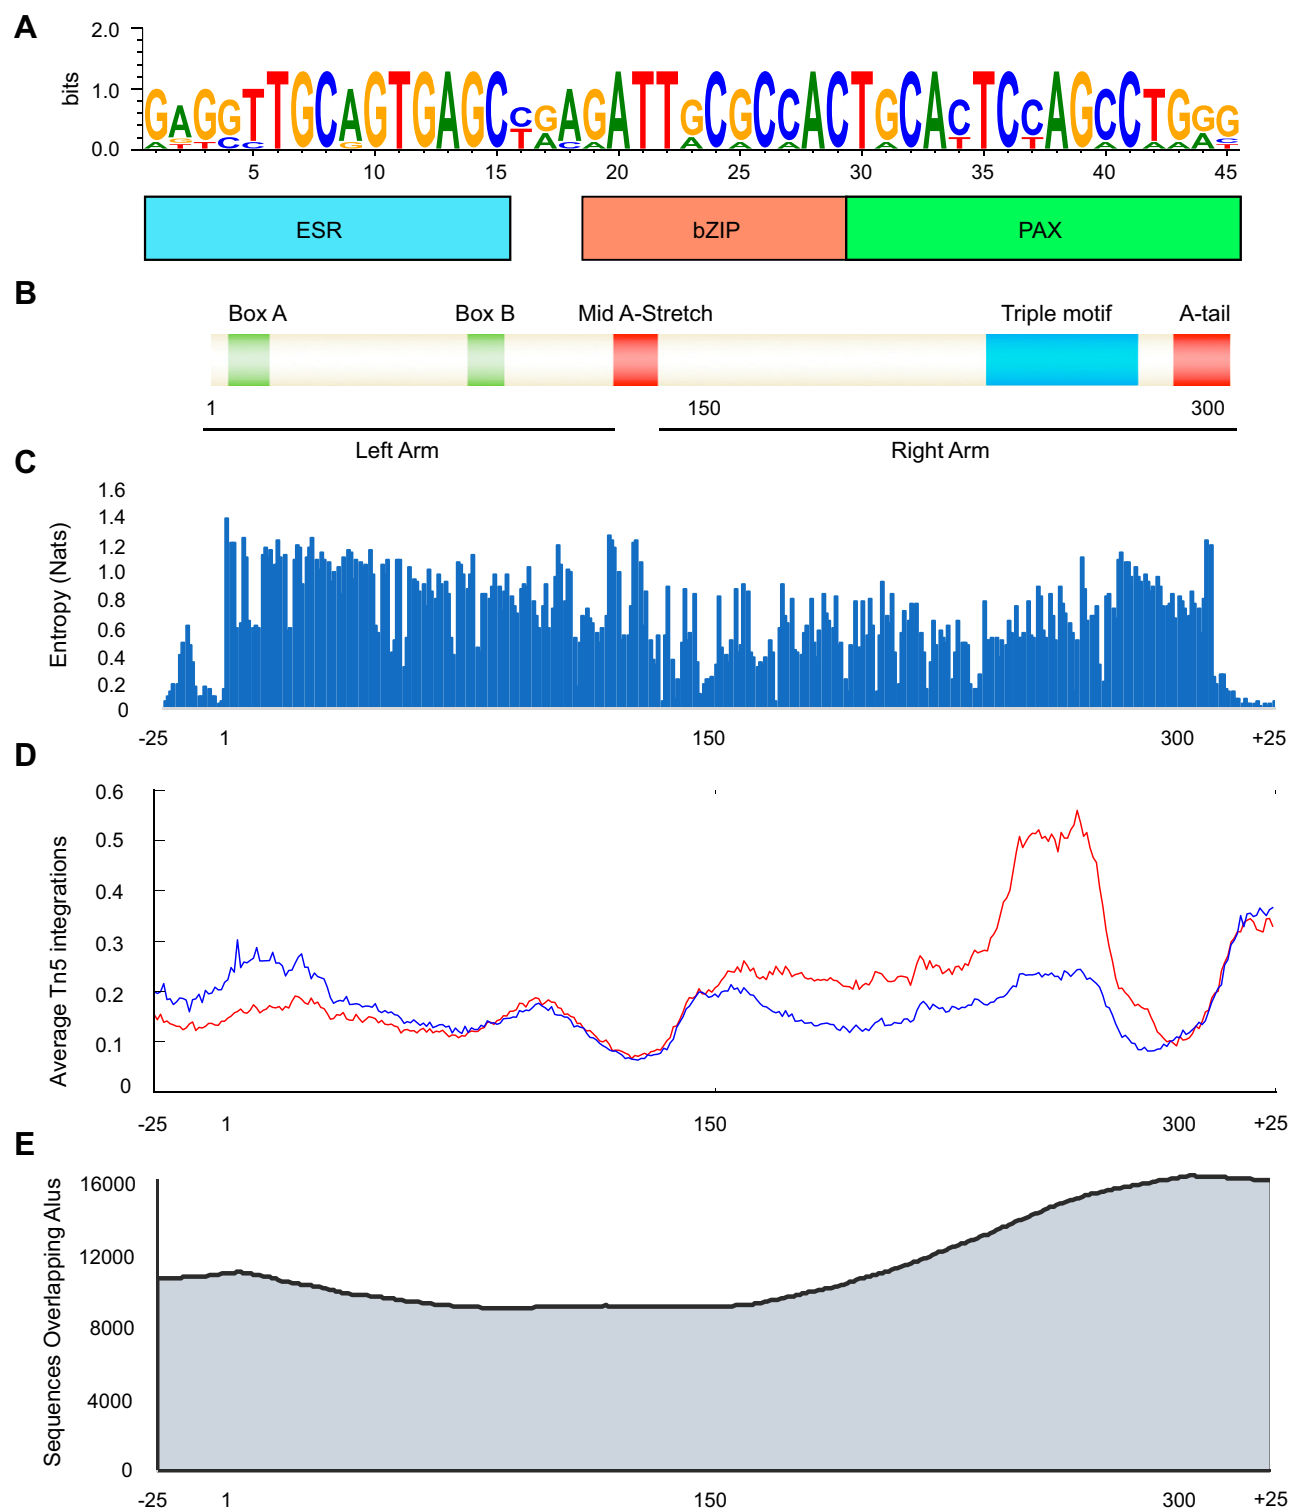 A
2.0
1.0
0.0
bits
GAGGTTGCAGTGAGCCGAGATTGCGCCACTGCACTCCAGCCTGGG
5 10 15 20 25 30 35 40 45
ESR bZIP PAX
B
Box A Box B Mid A-Stretch Triple motif A-tail
1 150 300
Left Arm Right Arm
C
Entropy (Nats)
1.6
1.4
1.2
1.0
0.8
0.6
0.4
0.2
0
-25 1 150 300 +25
D
Average Tn5 integrations
0.6
0.5
0.4
0.3
0.2
0.1
0
-25 1 150 300 +25
E
Sequences Overlapping Alus
16000
12000
8000
4000
0
-25 1 150 300 +25